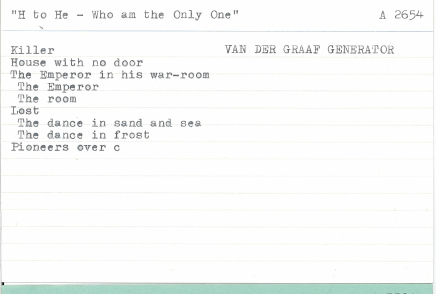 "H to He - Who am the Only One" A 2654
Killer VAN DER GRAAF GENERATOR
House with no door
The Emperor in his war-room
The Emperor
The room
Lost
The dance in sand and sea
The dance in frost
Pioneers over c